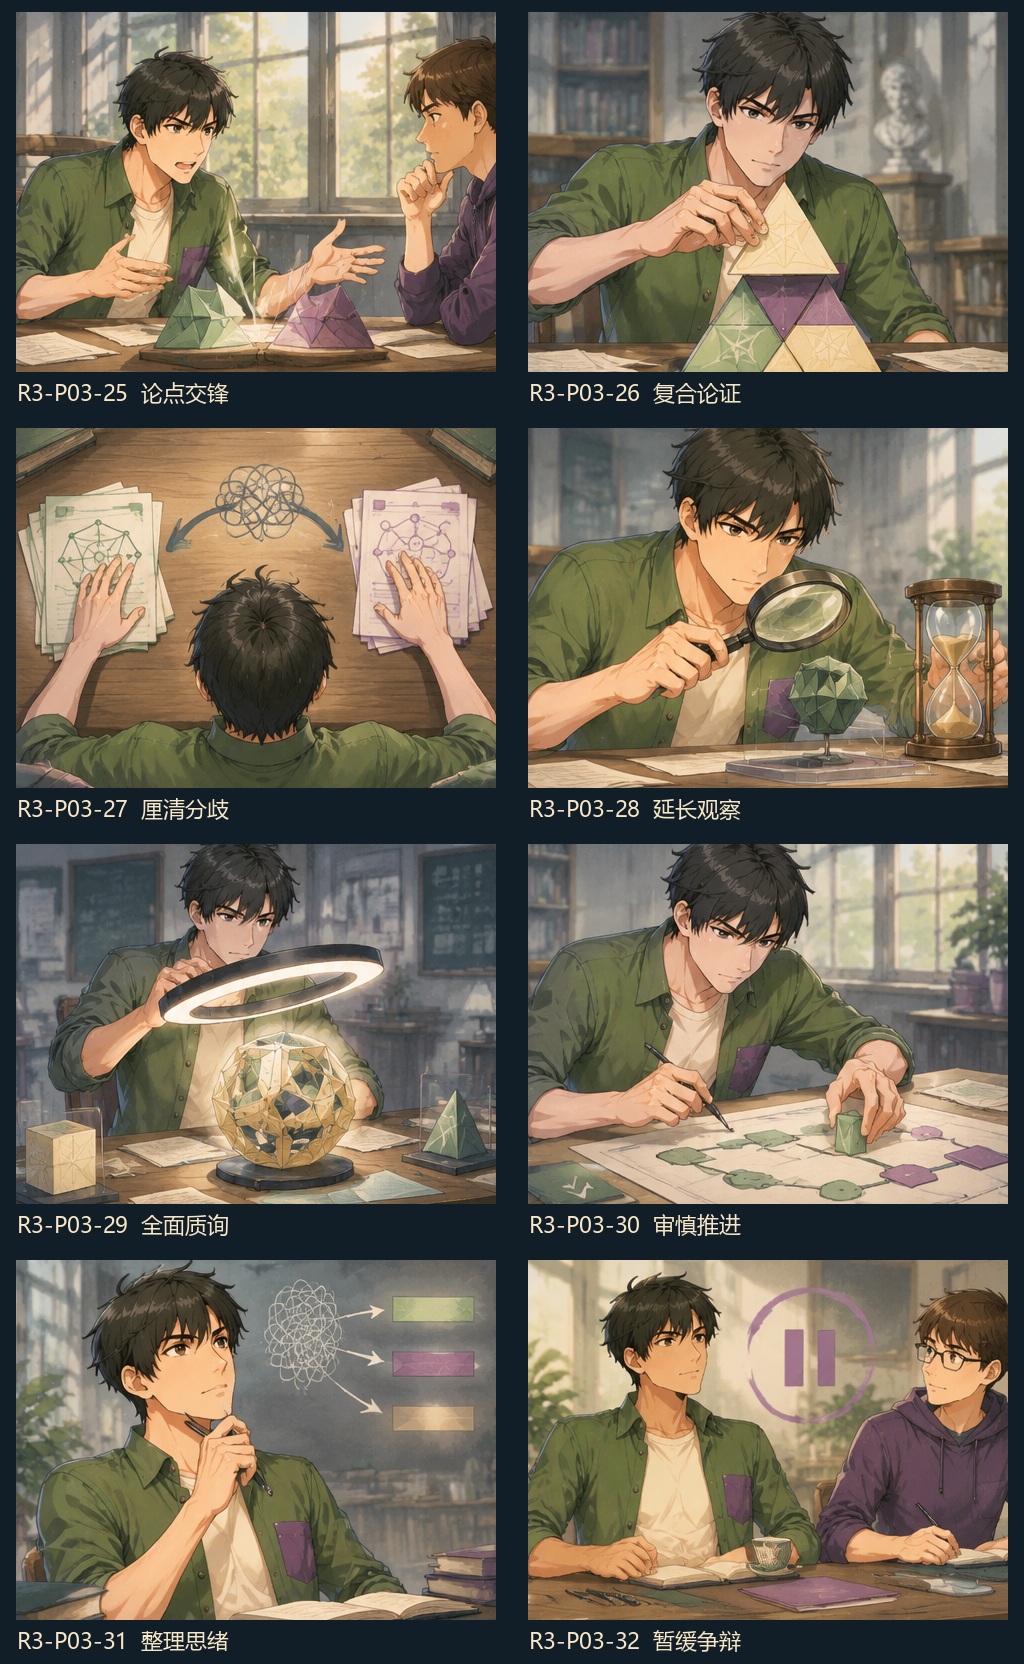 R3-P03-25 论点交锋
R3-P03-26 复合论证
R3-P03-27 厘清分歧
R3-P03-28 延长观察
R3-P03-29 全面质询
R3-P03-30 审慎推进
R3-P03-31 整理思绪
R3-P03-32 暂缓争辩